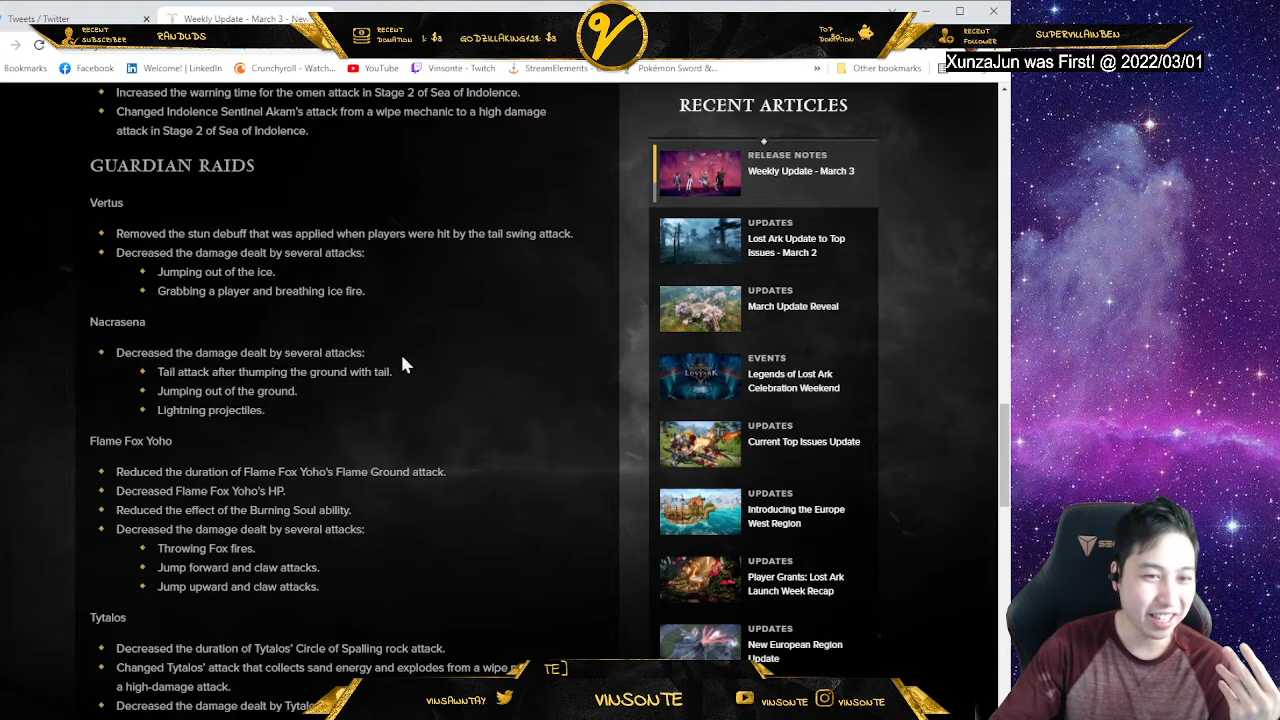 Tweets / Twitter
Weekly Update - March 3 - New
RECENT
SUBSCRIBER
RANDUDS
RECENT
DONATION
GODZILLAKING128: $3
TOP
DONATION
RECENT
FOLLOWER
SUPERVILLAINBEN
XunzaJun was First! @ 2022/03/01
Bookmarks
Facebook
Welcome! | LinkedIn
Crunchyroll - Watch...
YouTube
Vinsonte - Twitch
StreamElements -
Pokémon Sword &...
»
Other bookmarks
Increased the warning time for the omen attack in Stage 2 of Sea of Indolence.
Changed Indolence Sentinel Akam's attack from a wipe mechanic to a high damage
attack in Stage 2 of Sea of Indolence.
GUARDIAN RAIDS
Vertus
Removed the stun debuff that was applied when players were hit by the tail swing attack.
Decreased the damage dealt by several attacks:
Jumping out of the ice.
Grabbing a player and breathing ice fire.
Nacrasena
Decreased the damage dealt by several attacks:
Tail attack after thumping the ground with tail.
Jumping out of the ground.
Lightning projectiles.
Flame Fox Yoho
Reduced the duration of Flame Fox Yoho's Flame Ground attack.
Decreased Flame Fox Yoho's HP.
Reduced the effect of the Burning Soul ability.
Decreased the damage dealt by several attacks:
Throwing Fox fires.
Jump forward and claw attacks.
Jump upward and claw attacks.
Tytalos
Decreased the duration of Tytalos' Circle of Spalling rock attack.
Changed Tytalos' attack that collects sand energy and explodes from a wipe
a high-damage attack.
Decreased the damage dealt by
RECENT ARTICLES
RELEASE NOTES
Weekly Update - March 3
UPDATES
Lost Ark Update to Top
Issues - March 2
UPDATES
March Update Reveal
EVENTS
Legends of Lost Ark
Celebration Weekend
UPDATES
Current Top Issues Update
UPDATES
Introducing the Europe
West Region
UPDATES
Player Grants: Lost Ark
Launch Week Recap
UPDATES
New European Region
Update
TE]
VINSAWNTAY
VINSONTE
VINSONTE
VINSONTE